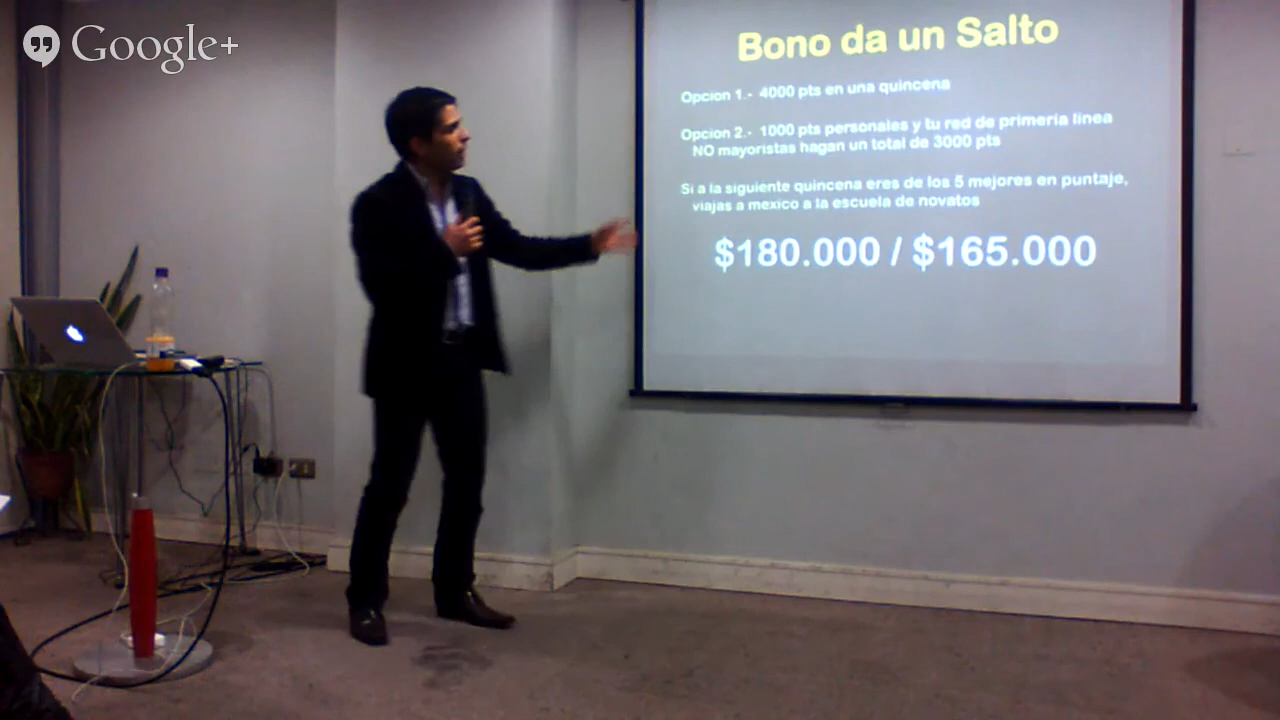 Google+
Bono da un Salto
Opcion 1.- 4000 pts en una quincena
Opcion 2.- 1000 pts personales y tu red de primeria linea
NO mayoristas hagan un total de 3000 pts
Si a la siguiente quincena eres de los 5 mejores en puntaje,
viajas a mexico a la escuela de novatos
$180.000 / $165.000